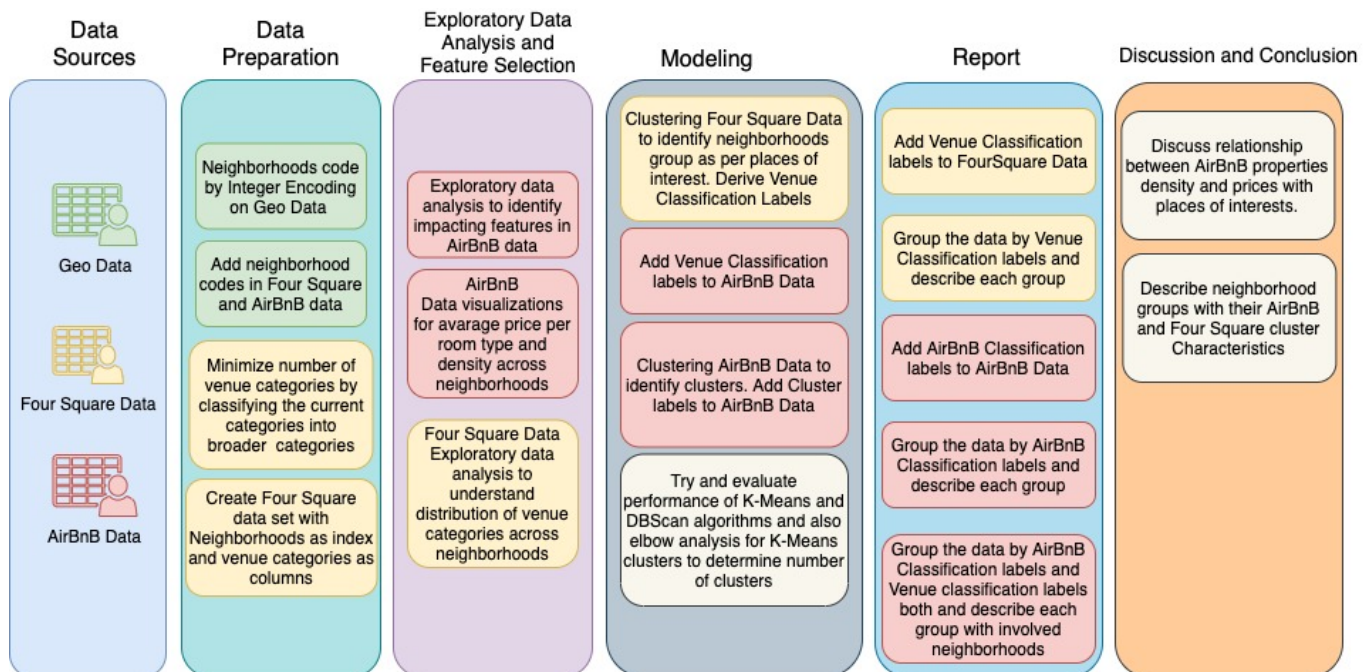 Data
Sources
Geo Data
Four Square Data
AirBnB Data
Data
Preparation
Neighborhoods code
by Integer Encoding
on Geo Data
Add neighborhood
codes in Four Square
and AirBnB data
Minimize number of
venue categories by
classifying the current
categories into
broader categories
Create Four Square
data set with
Neighborhoods as index
and venue categories as
columns
Exploratory Data
Analysis and
Feature Selection
Exploratory data
analysis to identify
impacting features in
AirBnB data
AirBnB
Data visualizations
for avarage price per
room type and
density across
neighborhoods
Four Square Data
Exploratory data
analysis to
understand
distribution of venue
categories across
neighborhoods
Modeling
Clustering Four Square Data
to identify neighborhoods
group as per places of
interest. Derive Venue
Classification Labels
Add Venue Classification
labels to AirBnB Data
Clustering AirBnB Data to
identify clusters. Add Cluster
labels to AirBnB Data
Try and evaluate
performance of K-Means and
DBScan algorithms and also
elbow analysis for K-Means
clusters to determine number
of clusters
Report
Add Venue Classification
labels to FourSquare Data
Group the data by Venue
Classification labels and
describe each group
Add AirBnB Classification
labels to AirBnB Data
Group the data by AirBnB
Classification labels and
describe each group
Group the data by AirBnB
Classification labels and
Venue classification labels
both and describe each
group with involved
neighborhoods
Discussion and Conclusion
Discuss relationship
between AirBnB properties
density and prices with
places of interests.
Describe neighborhood
groups with their AirBnB
and Four Square cluster
Characteristics